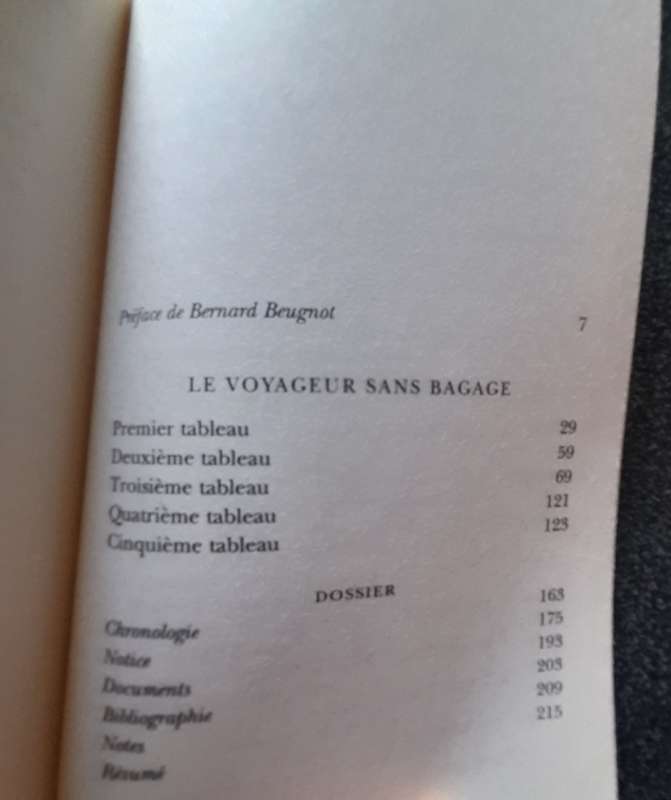 Préface de Bernard Beugnot 7
LE VOYAGEUR SANS BAGAGE
Premier tableau 29
Deuxième tableau 59
Troisième tableau 69
Quatrième tableau 121
Cinquième tableau 123
DOSSIER
Chronologie 163
Notice 175
Documents 193
Bibliographie 203
Notes 209
Résumé 215